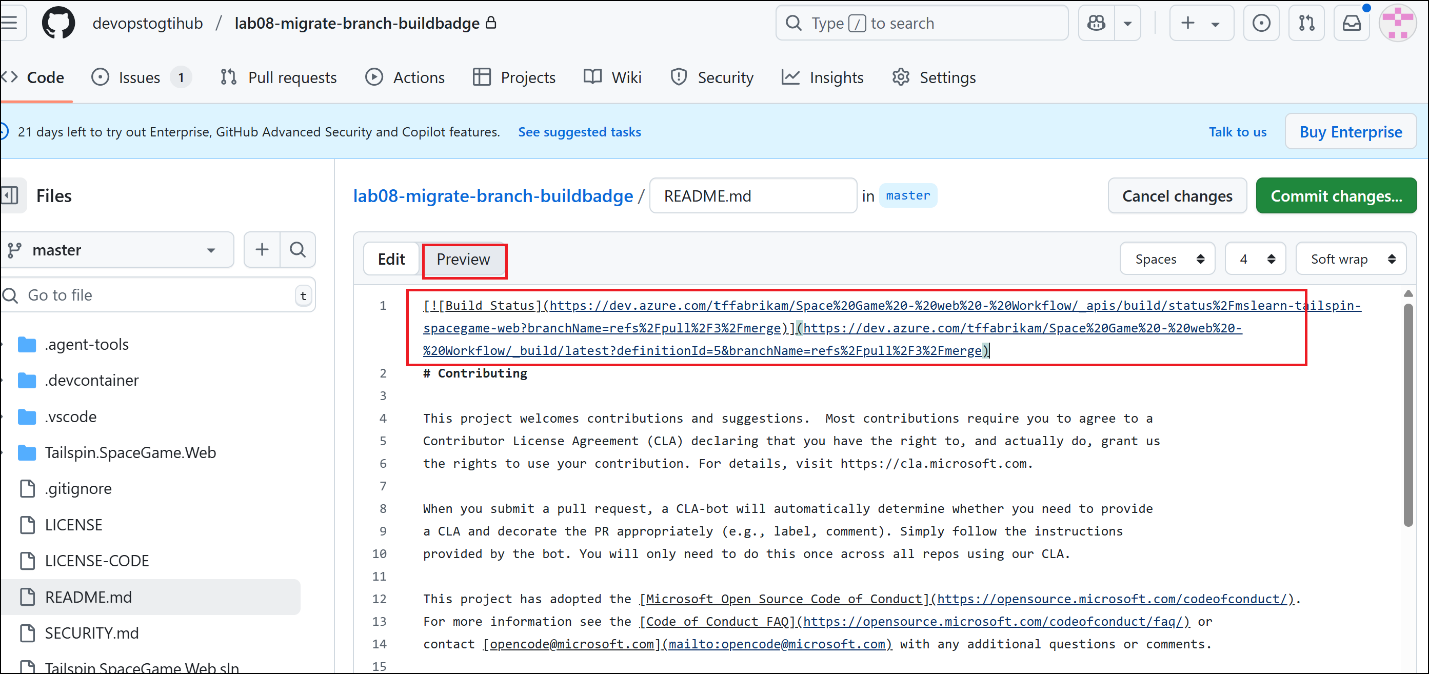 devopstogtihub / lab08-migrate-branch-buildbadge
Type / to search
<> Code
Issues 1
Pull requests
Actions
Projects
Wiki
Security
Insights
Settings
21 days left to try out Enterprise, GitHub Advanced Security and Copilot features. See suggested tasks
Talk to us
Buy Enterprise
Files
master
Go to file
t
.agent-tools
.devcontainer
.vscode
Tailspin.SpaceGame.Web
.gitignore
LICENSE
LICENSE-CODE
README.md
SECURITY.md
Tailspin.SpaceGame.Web.sln
lab08-migrate-branch-buildbadge / README.md in master
Cancel changes
Commit changes...
Edit
Preview
Spaces
4
Soft wrap
1 [![Build Status](https://dev.azure.com/tffabrikam/Space%20Game%20-%20web%20-%20Workflow/_apis/build/status%2Fmslearn-tailspin-
spacegame-web?branchName=refs%2Fpull%2F3%2Fmerge)](https://dev.azure.com/tffabrikam/Space%20Game%20-%20web%20-
%20Workflow/_build/latest?definitionId=5&branchName=refs%2Fpull%2F3%2Fmerge)
2 # Contributing
3
4 This project welcomes contributions and suggestions.  Most contributions require you to agree to a
5 Contributor License Agreement (CLA) declaring that you have the right to, and actually do, grant us
6 the rights to use your contribution. For details, visit https://cla.microsoft.com.
7
8 When you submit a pull request, a CLA-bot will automatically determine whether you need to provide
9 a CLA and decorate the PR appropriately (e.g., label, comment). Simply follow the instructions
10 provided by the bot. You will only need to do this once across all repos using our CLA.
11
12 This project has adopted the [Microsoft Open Source Code of Conduct](https://opensource.microsoft.com/codeofconduct/).
13 For more information see the [Code of Conduct FAQ](https://opensource.microsoft.com/codeofconduct/faq/) or
14 contact [opencode@microsoft.com](mailto:opencode@microsoft.com) with any additional questions or comments.
15